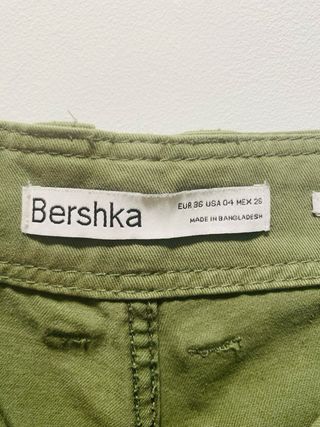 Bershka
EUR 36 USA 04 MEX 26
MADE IN BANGLADESH